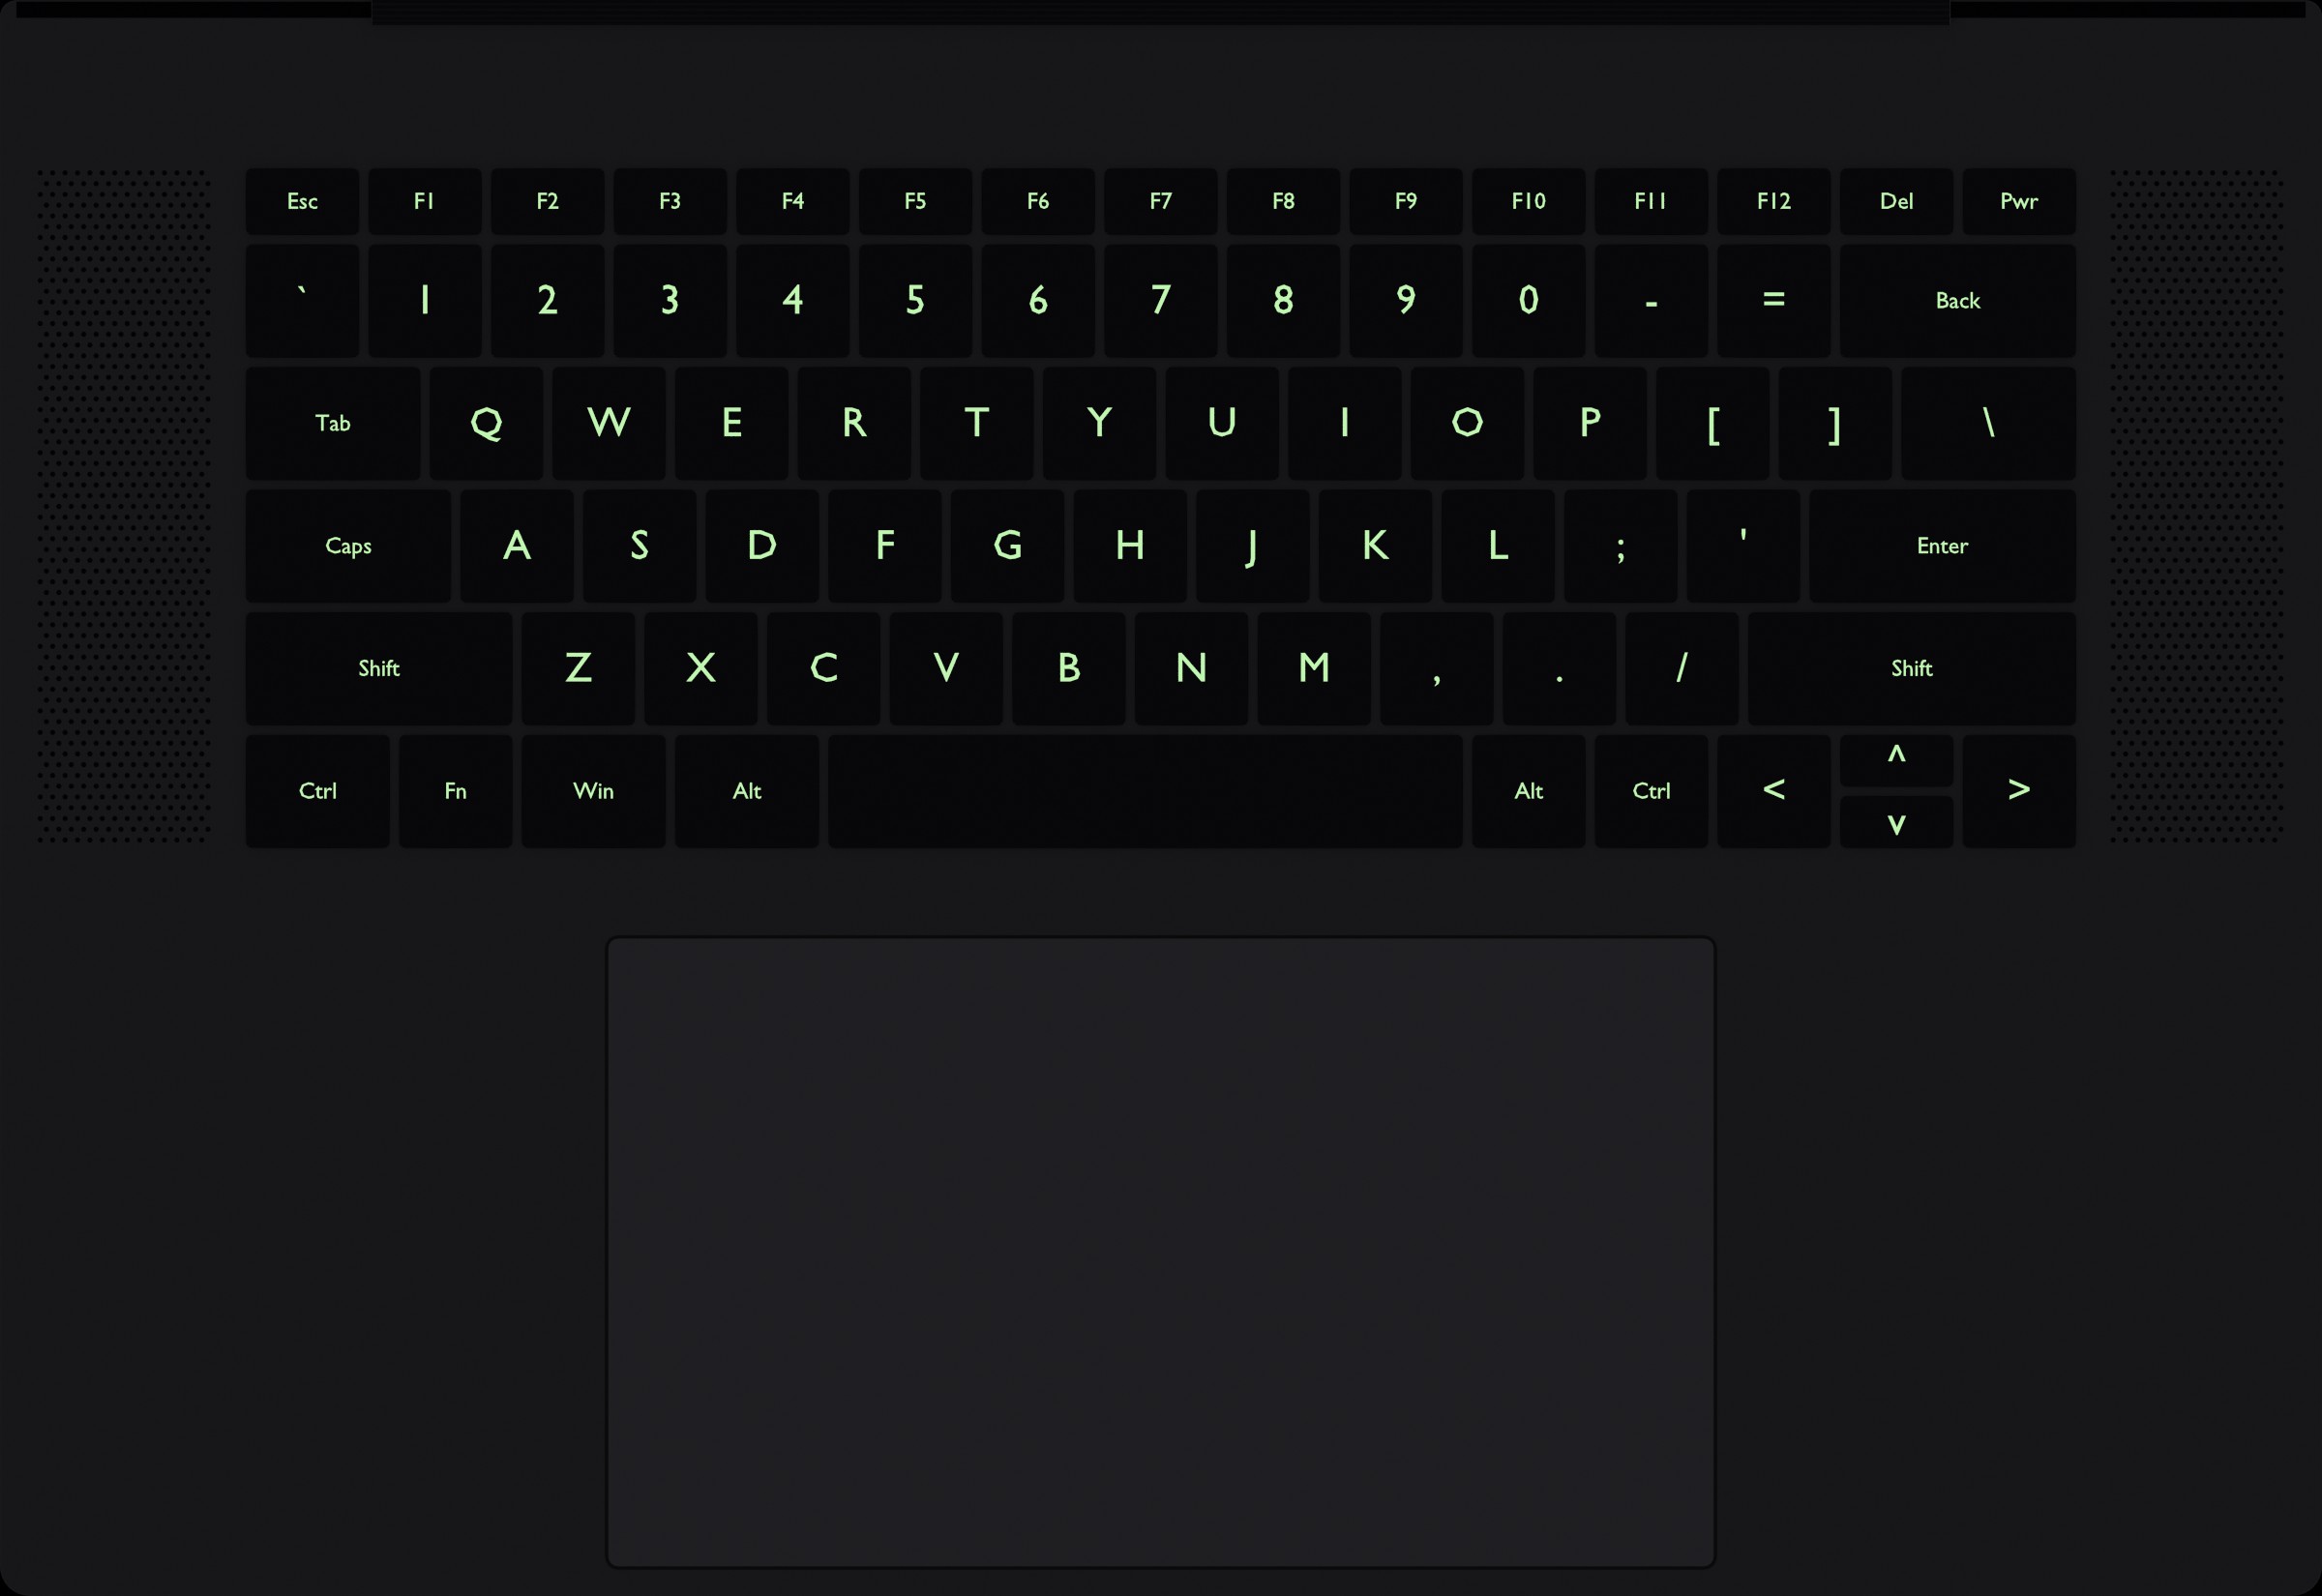 Esc F1 F2 F3 F4 F5 F6 F7 F8 F9 F10 F11 F12 Del Pwr
` 1 2 3 4 5 6 7 8 9 0 - = Back
Tab Q W E R T Y U I O P [ ] \
Caps A S D F G H J K L ; ' Enter
Shift Z X C V B N M , . / Shift
Ctrl Fn Win Alt Alt Ctrl < ^ >
v